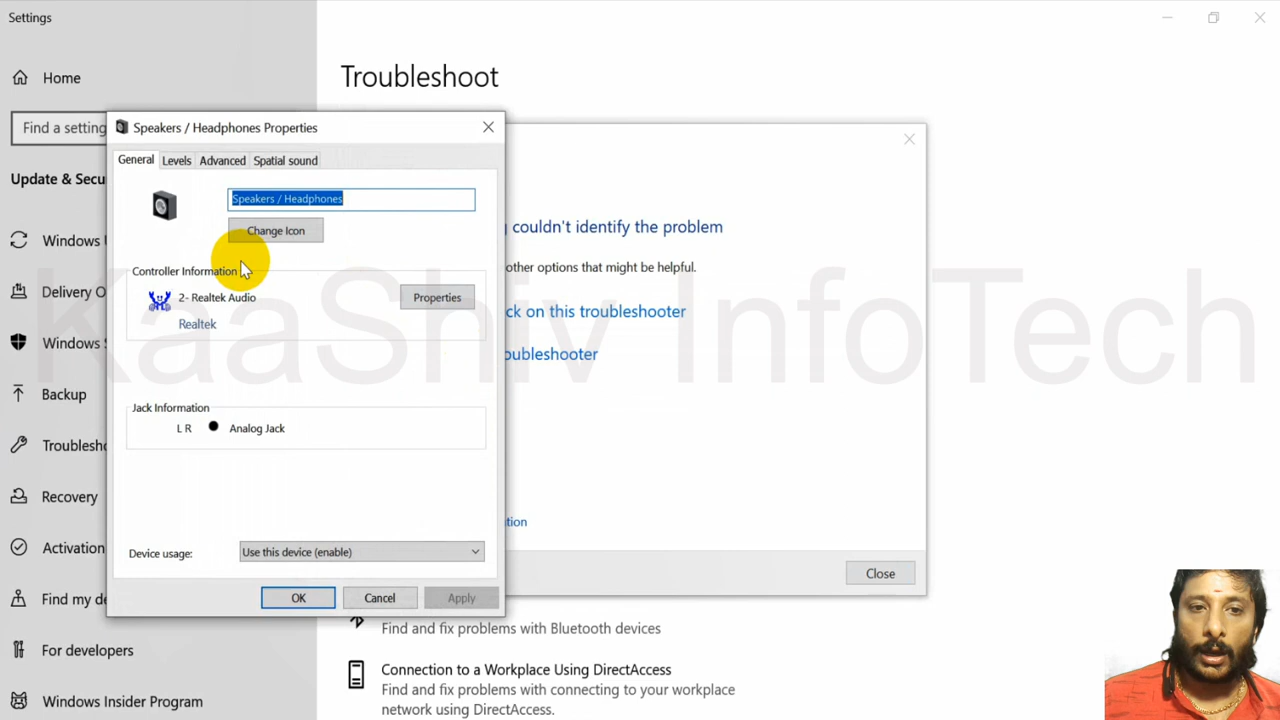 Settings
Home
Find a setting
Update & Secu
Windows
Delivery O
Windows S
Backup
Troublesho
Recovery
Activation
Find my de
For developers
Windows Insider Program
Troubleshoot
couldn't identify the problem
other options that might be helpful.
ck on this troubleshooter
oubleshooter
tion
Close
Find and fix problems with Bluetooth devices
Connection to a Workplace Using DirectAccess
Find and fix problems with connecting to your workplace
network using DirectAccess.
Speakers / Headphones Properties
General Levels Advanced Spatial sound
Speakers / Headphones
Change Icon
Controller Information
2- Realtek Audio
Properties
Realtek
Jack Information
L R Analog Jack
Device usage: Use this device (enable)
OK Cancel Apply
KaaShiv InfoTech